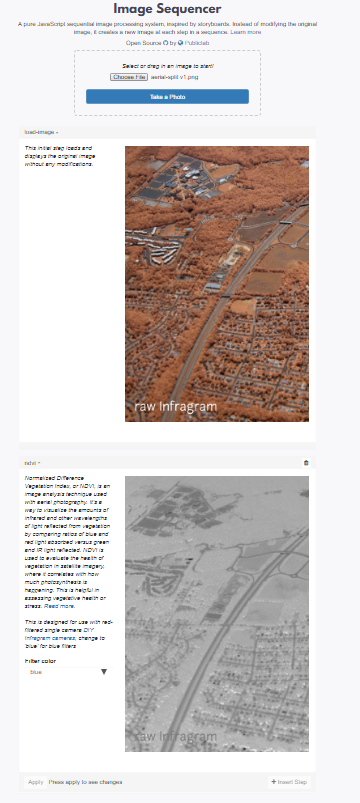 Image Sequencer
A pure JavaScript sequential image processing system, inspired by storyboards. Instead of modifying the original
image, it creates a new image at each step in a sequence. Learn more.
Open Source by Publiclab
Select or drag in an image to start!
Choose File aerial-split.v1.png
Take a Photo
load-image
This initial step loads and
displays the original image
without any modifications.
raw Infragram
ndvi
Normalized Difference
Vegetation Index, or NDVI, is an
image analysis technique used
with aerial photography. It's a
way to visualize the amounts of
infrared and other wavelengths
of light reflected from vegetation
by comparing ratios of blue and
red light absorbed versus green
and IR light reflected. NDVI is
used to evaluate the health of
vegetation in satellite imagery,
where it correlates with how
much photosynthesis is
happening. This is helpful in
assessing vegetative health or
stress. Read more.
This is designed for use with red-
filtered single camera DIY
Infragram cameras; change to
'blue' for blue filters
Filter color
blue
raw Infragram
Apply Press apply to see changes
+ Insert Step